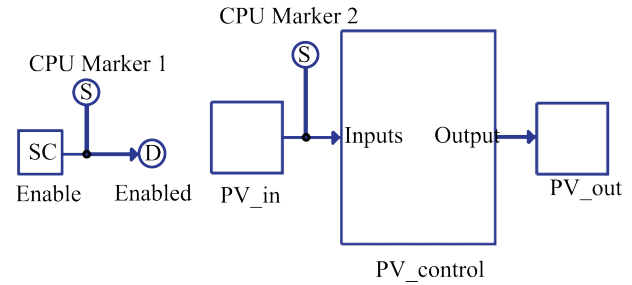 CPU Marker 2
S
CPU Marker 1
S
Inputs
Output
SC
D
Enable
Enabled
PV_in
PV_out
PV_control